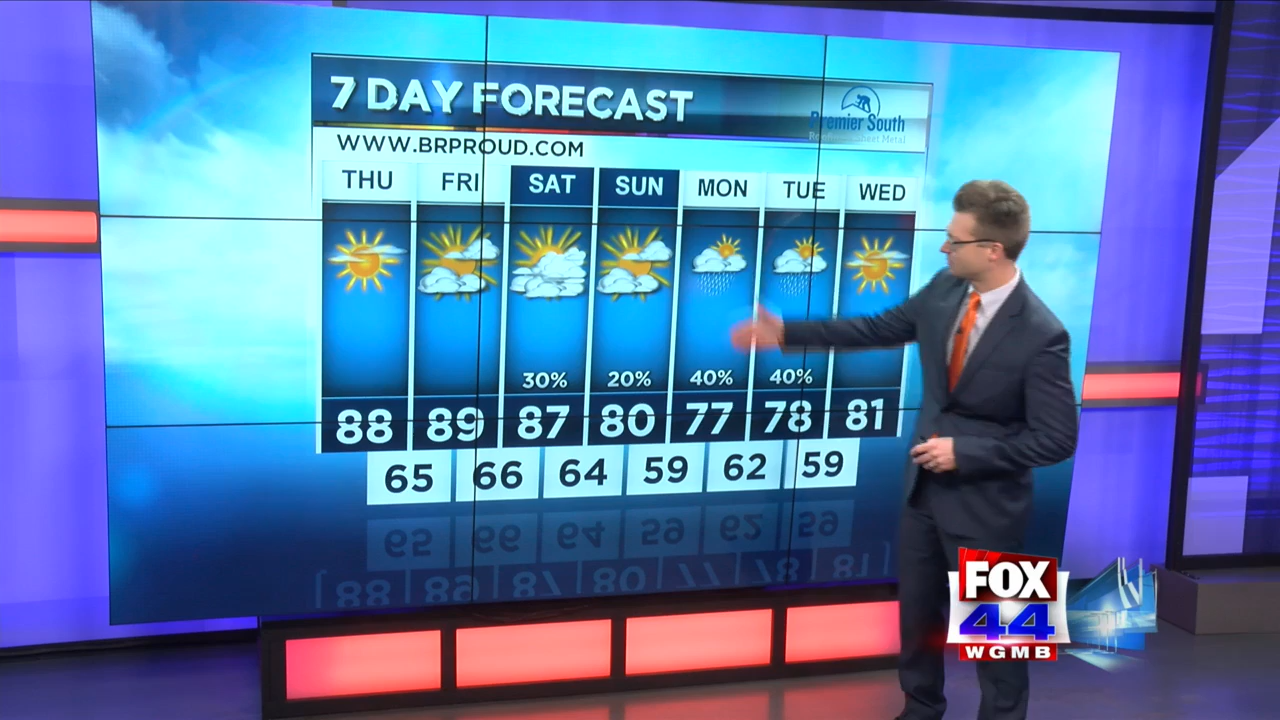 7 DAY FORECAST
Premier South
WWW.BRPROUD.COM
THU FRI SAT SUN MON TUE WED
30% 20% 40% 40%
88 89 87 80 77 78 81
65 66 64 59 62 59
FOX
44
WGMB